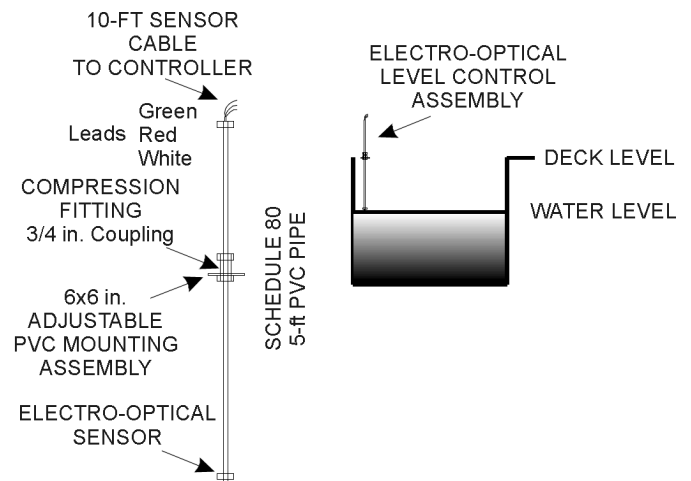 10-FT SENSOR
CABLE
TO CONTROLLER
Green
Leads Red
White
COMPRESSION
FITTING
3/4 in. Coupling
6x6 in.
ADJUSTABLE
PVC MOUNTING
ASSEMBLY
ELECTRO-OPTICAL
SENSOR
SCHEDULE 80
5-ft PVC PIPE
ELECTRO-OPTICAL
LEVEL CONTROL
ASSEMBLY
DECK LEVEL
WATER LEVEL